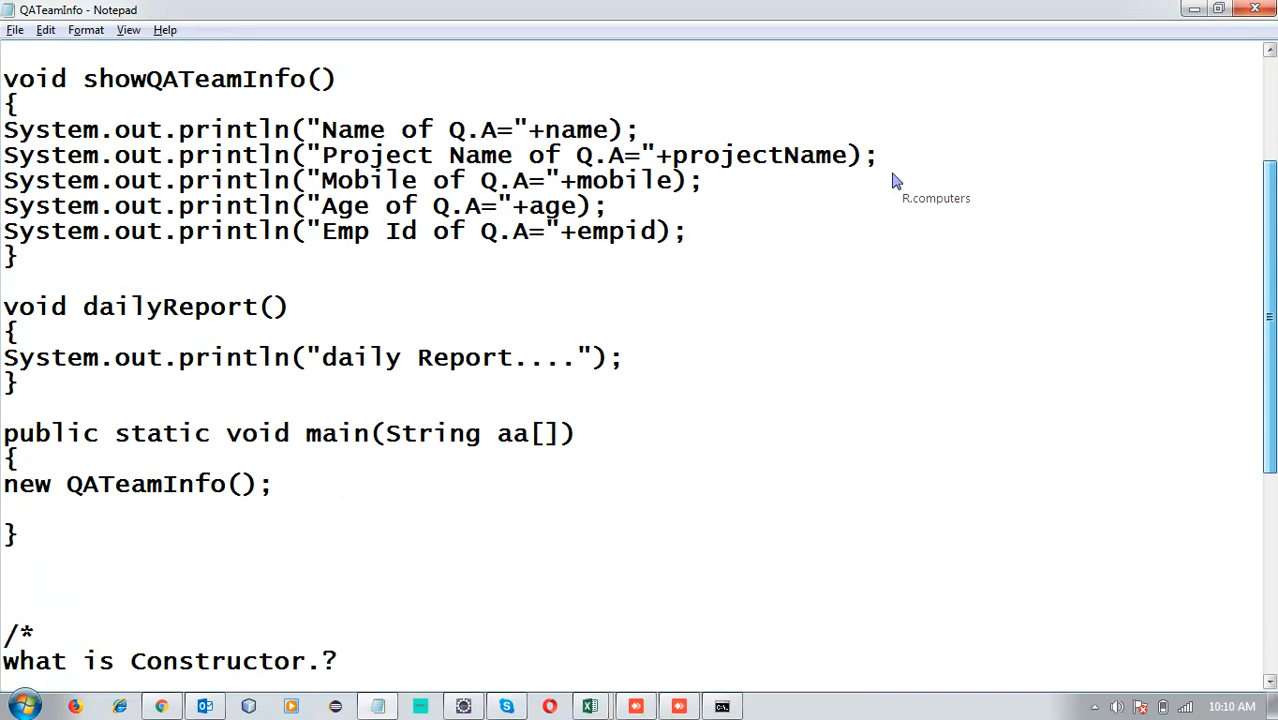 QATeamInfo - Notepad
File Edit Format View Help
void showQATeamInfo()
{
System.out.println("Name of Q.A="+name);
System.out.println("Project Name of Q.A="+projectName);
System.out.println("Mobile of Q.A="+mobile);
System.out.println("Age of Q.A="+age);
System.out.println("Emp Id of Q.A="+empid);
}
R.computers
void dailyReport()
{
System.out.println("daily Report....");
}
public static void main(String aa[])
{
new QATeamInfo();
}
/*
what is Constructor.?
10:10 AM